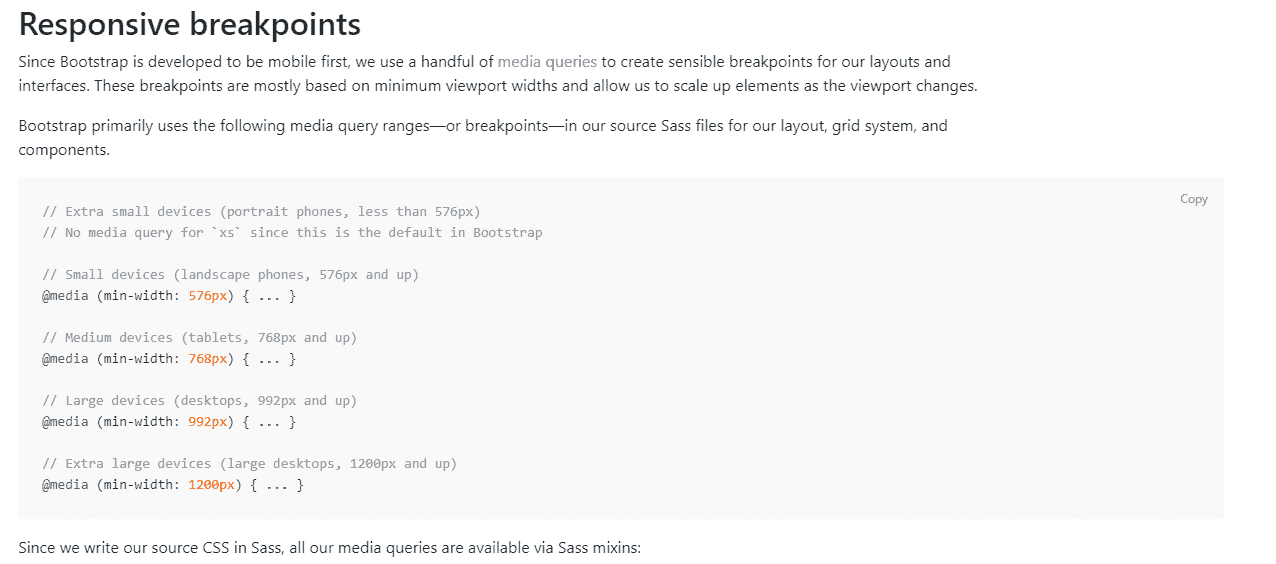 Responsive breakpoints
Since Bootstrap is developed to be mobile first, we use a handful of media queries to create sensible breakpoints for our layouts and
interfaces. These breakpoints are mostly based on minimum viewport widths and allow us to scale up elements as the viewport changes.
Bootstrap primarily uses the following media query ranges—or breakpoints—in our source Sass files for our layout, grid system, and
components.
Copy
// Extra small devices (portrait phones, less than 576px)
// No media query for `xs` since this is the default in Bootstrap
// Small devices (landscape phones, 576px and up)
@media (min-width: 576px) { ... }
// Medium devices (tablets, 768px and up)
@media (min-width: 768px) { ... }
// Large devices (desktops, 992px and up)
@media (min-width: 992px) { ... }
// Extra large devices (large desktops, 1200px and up)
@media (min-width: 1200px) { ... }
Since we write our source CSS in Sass, all our media queries are available via Sass mixins: